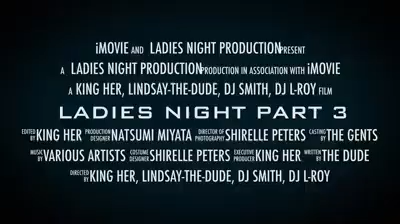 iMOVIE AND LADIES NIGHT PRODUCTION PRESENT
A LADIES NIGHT PRODUCTION PRODUCTION IN ASSOCIATION WITH iMOVIE
A KING HER, LINDSAY-THE-DUDE, DJ SMITH, DJ L-ROY FILM
LADIES NIGHT PART 3
EDITED BY KING HER PRODUCTION DESIGNER NATSUMI MIYATA DIRECTOR OF PHOTOGRAPHY SHIRELLE PETERS CASTING BY THE GENTS
MUSIC BY VARIOUS ARTISTS COSTUME DESIGNER SHIRELLE PETERS EXECUTIVE PRODUCER KING HER WRITTEN BY THE DUDE
DIRECTED BY KING HER, LINDSAY-THE-DUDE, DJ SMITH, DJ L-ROY